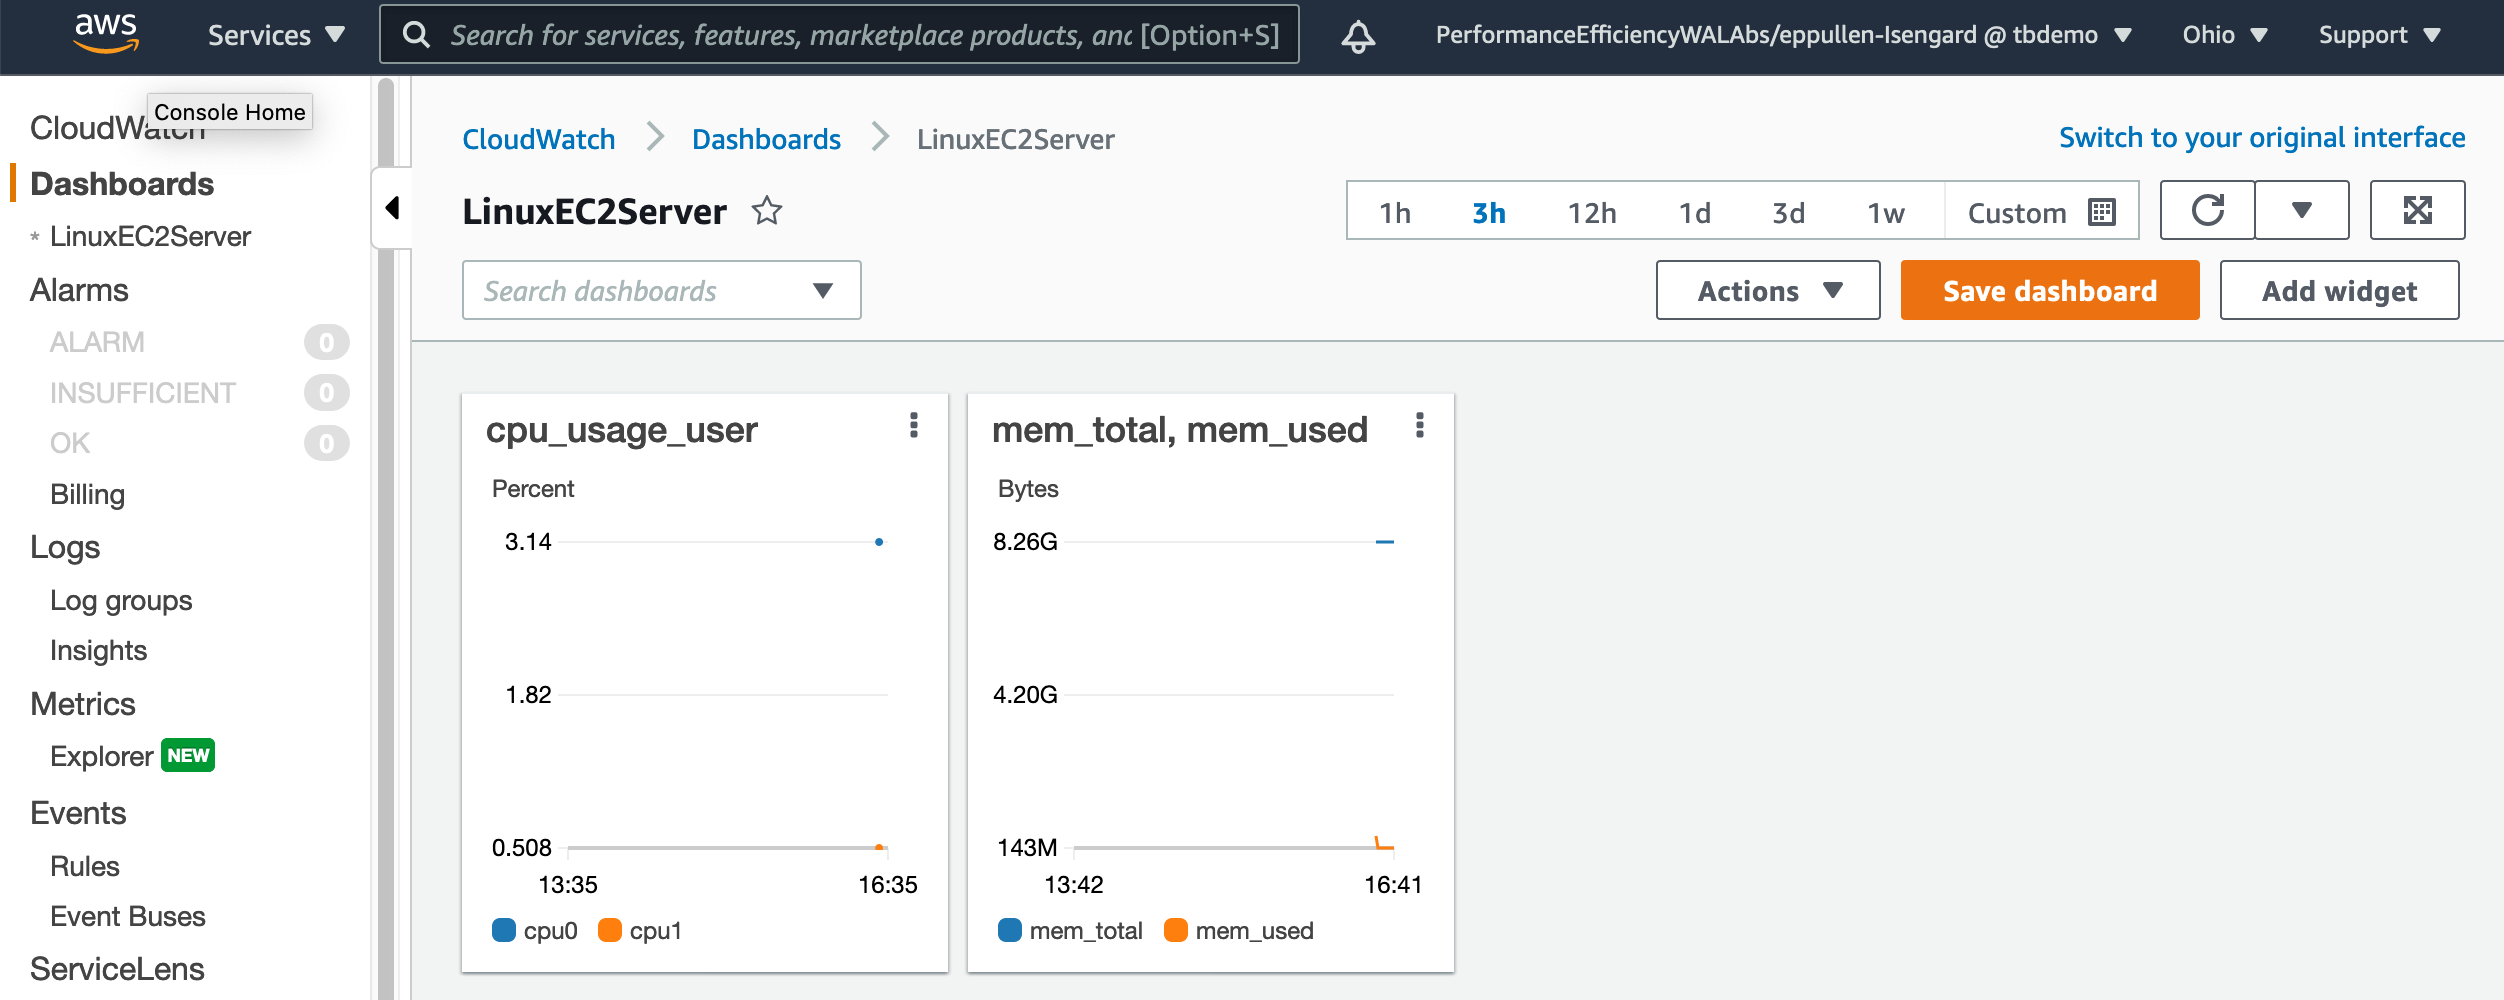 aws
Services
Search for services, features, marketplace products, and [Option+S]
PerformanceEfficiencyWALAbs/eppullen-Isengard @ tbdemo
Ohio
Support
Console Home
CloudWatch
Dashboards
* LinuxEC2Server
Alarms
ALARM 0
INSUFFICIENT 0
OK 0
Billing
Logs
Log groups
Insights
Metrics
Explorer NEW
Events
Rules
Event Buses
ServiceLens
CloudWatch
Dashboards
LinuxEC2Server
Switch to your original interface
LinuxEC2Server
1h 3h 12h 1d 3d 1w Custom
Search dashboards
Actions
Save dashboard
Add widget
cpu_usage_user
Percent
3.14
1.82
0.508
13:35 16:35
cpu0 cpu1
mem_total, mem_used
Bytes
8.26G
4.20G
143M
13:42 16:41
mem_total mem_used